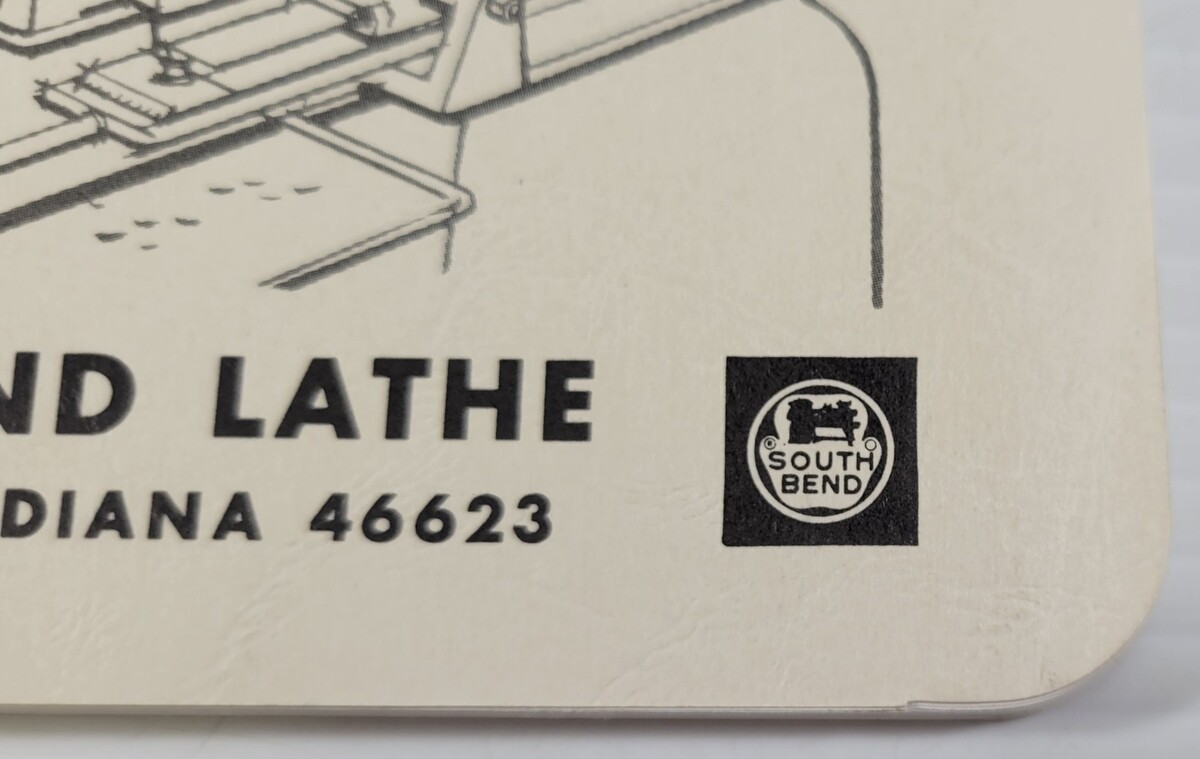 ND LATHE
DIANA 46623
SOUTH
BEND